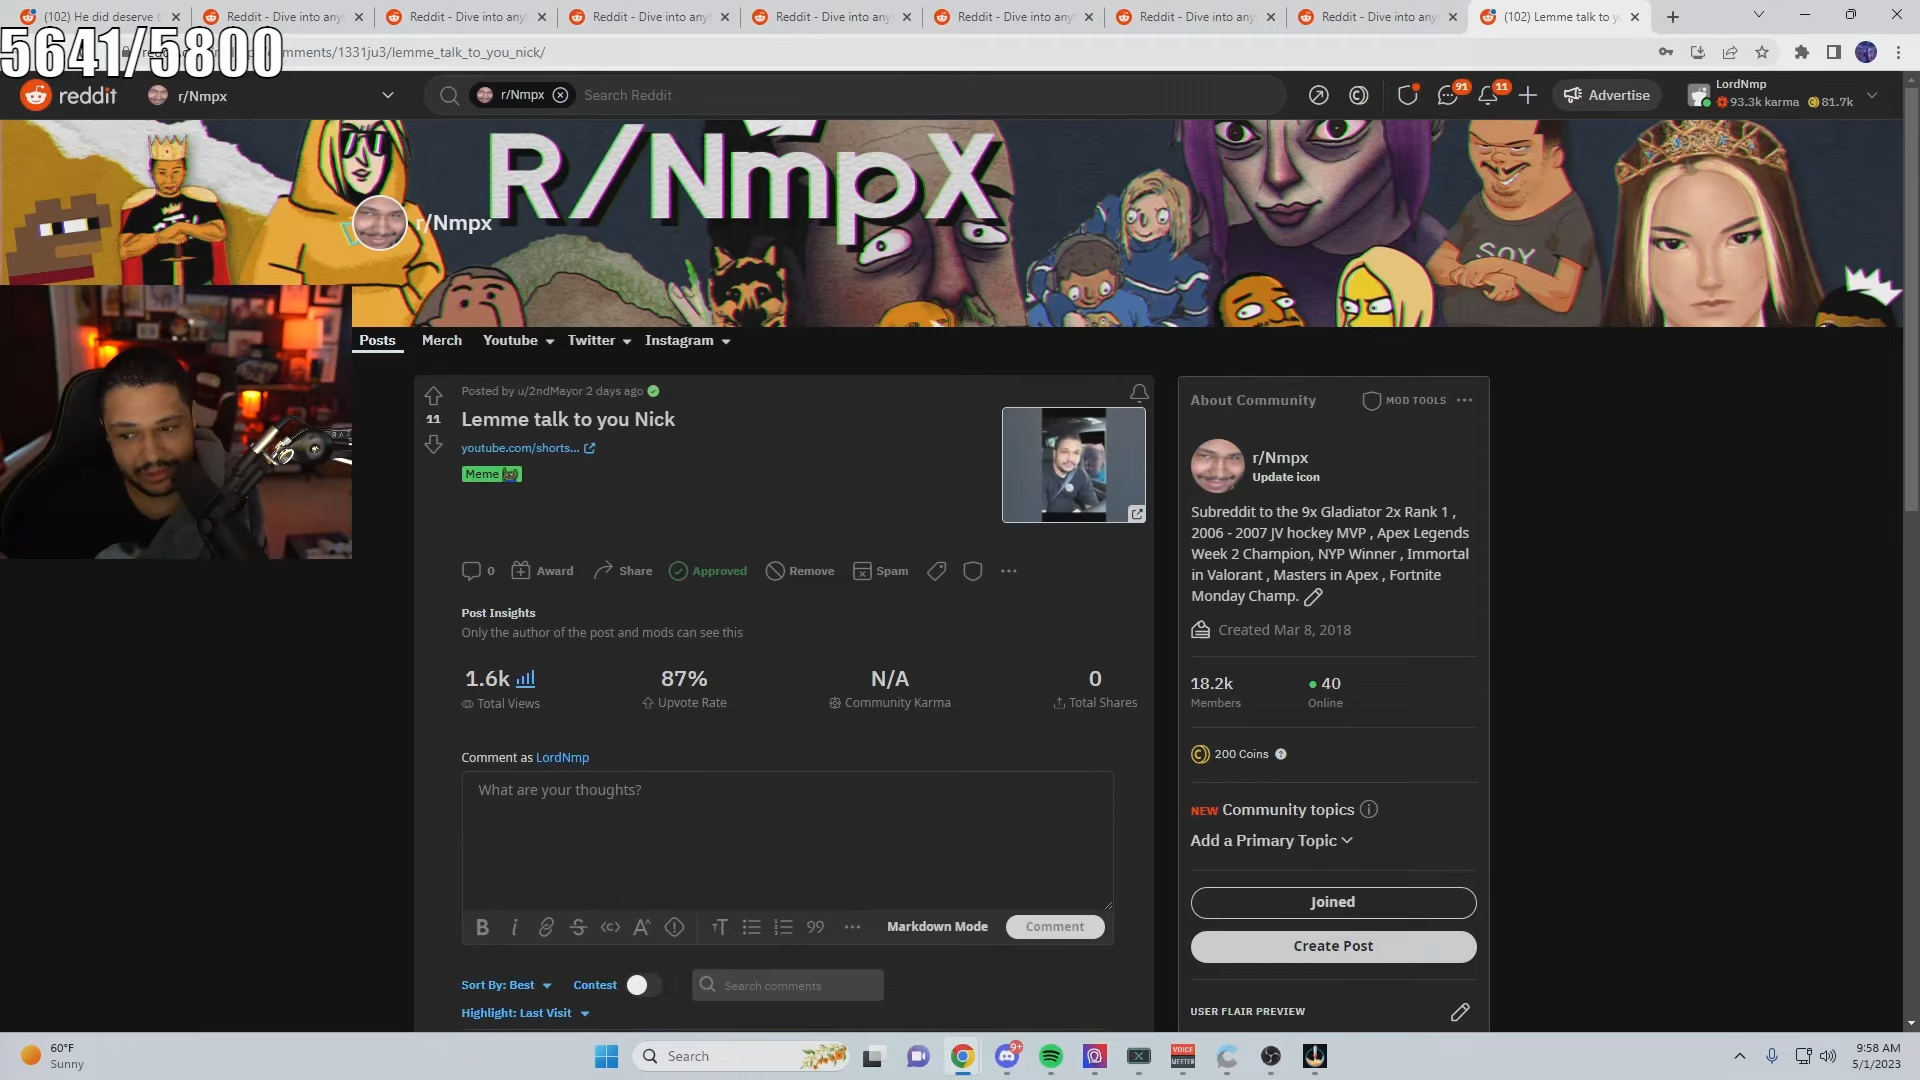 (102) He did deserve t
Reddit - Dive into any
Reddit - Dive into any
Reddit - Dive into any
Reddit - Dive into any
Reddit - Dive into any
Reddit - Dive into any
Reddit - Dive into any
(102) Lemme talk to y
5641/5800
mments/1331ju3/lemme_talk_to_you_nick/
reddit
r/Nmpx
r/Nmpx
Search Reddit
91
11
Advertise
LordNmp
93.3k karma
81.7k
R/NmpX
r/Nmpx
SOY
Posts
Merch
Youtube
Twitter
Instagram
Posted by u/2ndMayor 2 days ago
11
Lemme talk to you Nick
youtube.com/shorts...
Meme
0
Award
Share
Approved
Remove
Spam
Post Insights
Only the author of the post and mods can see this
1.6k
87%
N/A
0
Total Views
Upvote Rate
Community Karma
Total Shares
Comment as LordNmp
What are your thoughts?
Markdown Mode
Comment
Sort By: Best
Contest
Search comments
Highlight: Last Visit
About Community
MOD TOOLS
r/Nmpx
Update icon
Subreddit to the 9x Gladiator 2x Rank 1 ,
2006 - 2007 JV hockey MVP , Apex Legends
Week 2 Champion, NYP Winner , Immortal
in Valorant , Masters in Apex , Fortnite
Monday Champ.
Created Mar 8, 2018
18.2k
40
Members
Online
200 Coins
NEW Community topics
Add a Primary Topic
Joined
Create Post
USER FLAIR PREVIEW
60°F
Sunny
Search
9+
VOICE
MEETER
9:58 AM
5/1/2023